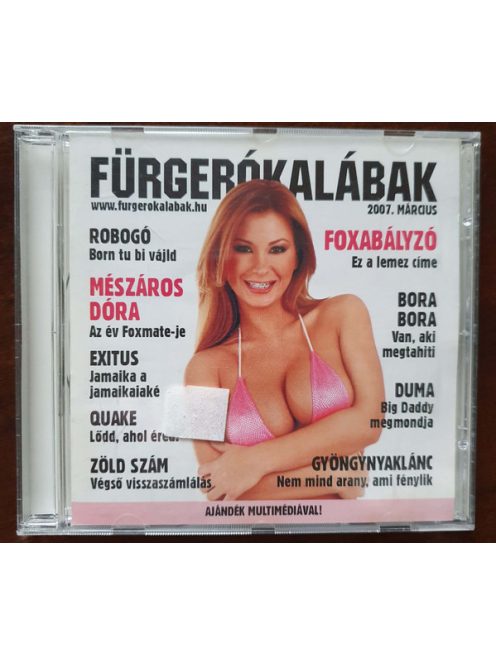 FÜRGERÓKALÁBAK
www.furgerokalabak.hu
2007. MÁRCIUS
ROBOGÓ
Born tu bi vájld
MÉSZÁROS
DÓRA
Az év Foxmate-je
EXITUS
Jamaika a
jamaikaiaké
QUAKE
Lődd, ahol
ZÖLD SZÁM
Végső visszaszámlálás
FOXABÁLYZÓ
Ez a lemez címe
BORA
BORA
Van, aki
megtahiti
DUMA
Big Daddy
megmondja
GYÖNGYNYAKLÁNC
Nem mind arany, ami fénylik
AJÁNDÉK MULTIMÉDIÁVAL!